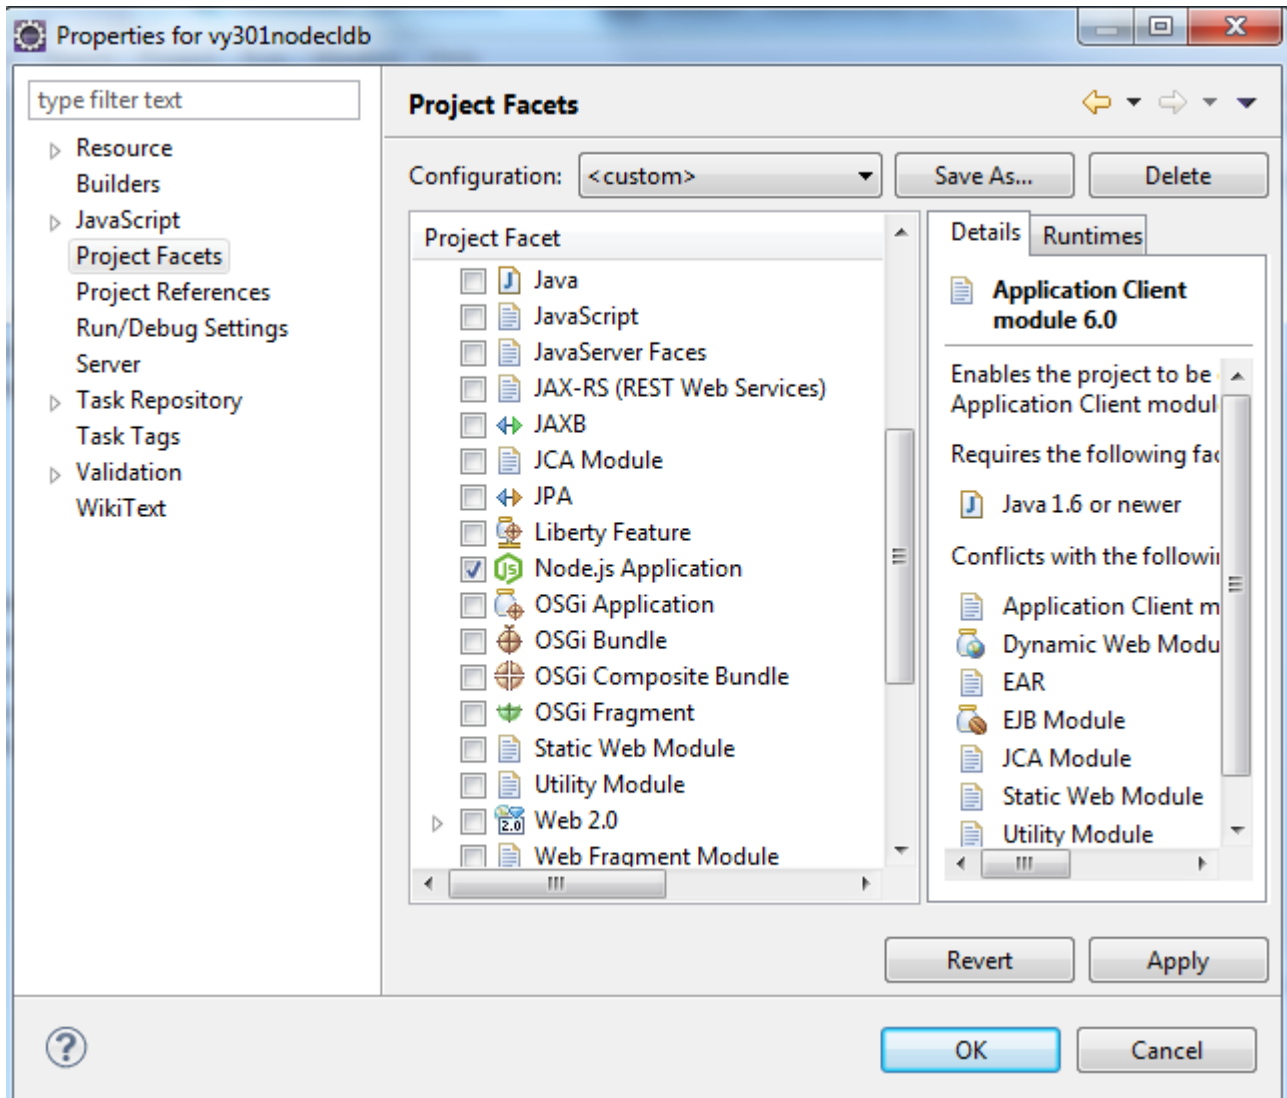 Properties for vy301nodecldb
type filter text
Resource
Builders
JavaScript
Project Facets
Project References
Run/Debug Settings
Server
Task Repository
Task Tags
Validation
WikiText
Project Facets
Configuration:
<custom>
Save As...
Delete
Project Facet
Java
JavaScript
JavaServer Faces
JAX-RS (REST Web Services)
JAXB
JCA Module
JPA
Liberty Feature
Node.js Application
OSGi Application
OSGi Bundle
OSGi Composite Bundle
OSGi Fragment
Static Web Module
Utility Module
Web 2.0
Web Fragment Module
Details
Runtimes
Application Client
module 6.0
Enables the project to be
Application Client modul
Requires the following fac
Java 1.6 or newer
Conflicts with the followi
Application Client m
Dynamic Web Modu
EAR
EJB Module
JCA Module
Static Web Module
Utility Module
Revert
Apply
OK
Cancel